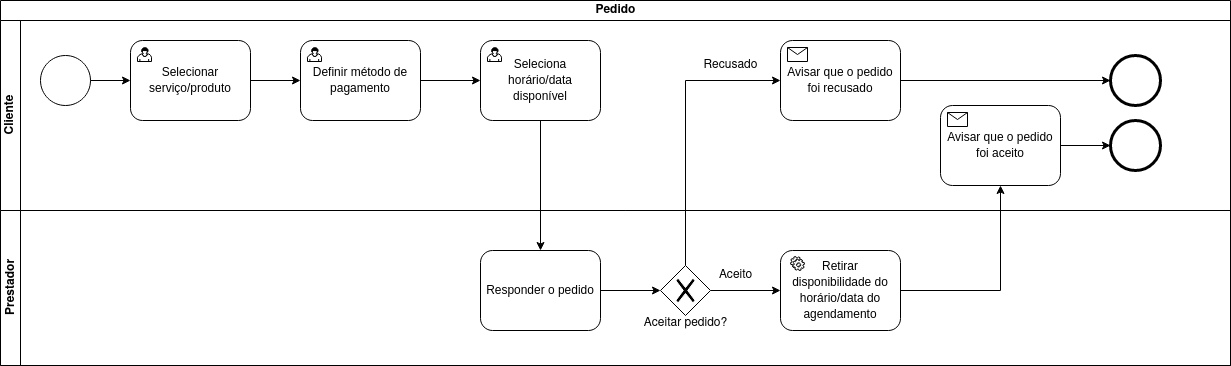 Pedido
Cliente
Selecionar
serviço/produto
Definir método de
pagamento
Seleciona
horário/data
disponível
Recusado
Avisar que o pedido
foi recusado
Avisar que o pedido
foi aceito
Prestador
Responder o pedido
Aceitar pedido?
Aceito
Retirar
disponibilidade do
horário/data do
agendamento